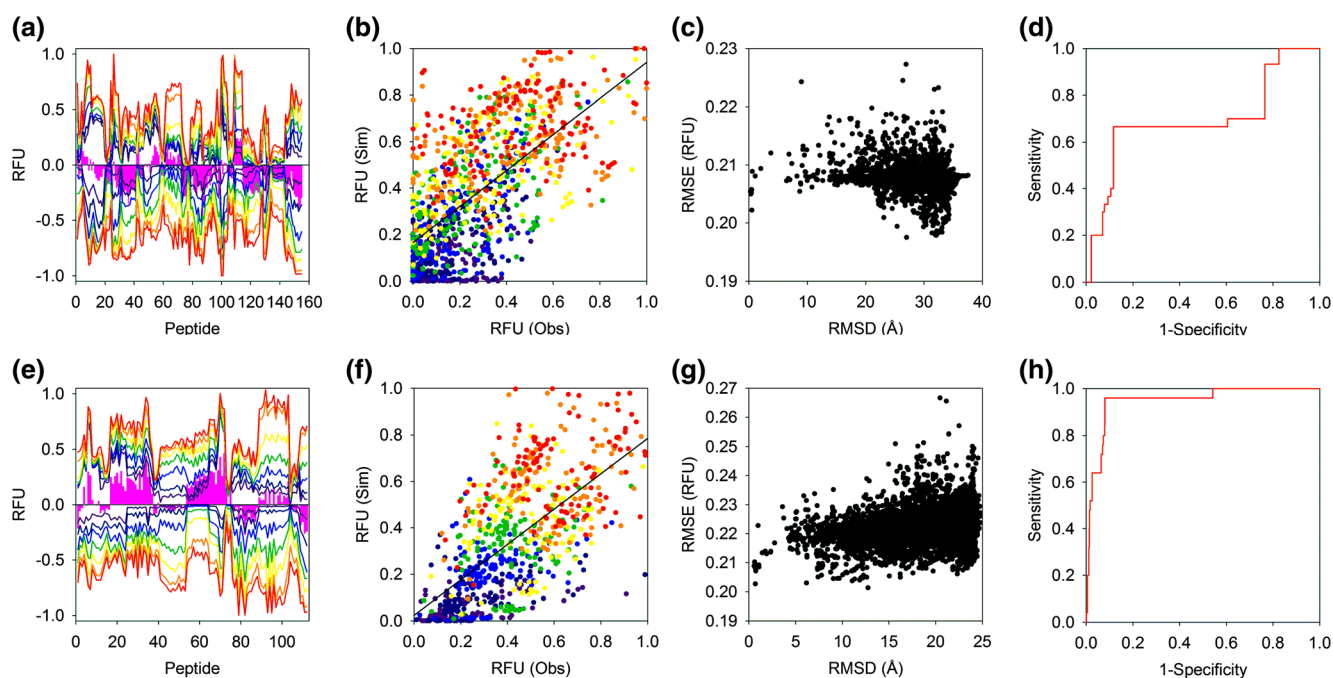 (a)
RFU
1.0
0.5
0.0
-0.5
-1.0
0 20 40 60 80 100 120 140 160
Peptide
(b)
RFU (Sim)
1.0
0.8
0.6
0.4
0.2
0.0
0.0 0.2 0.4 0.6 0.8 1.0
RFU (Obs)
(c)
RMSE (RFU)
0.23
0.22
0.21
0.20
0.19
0 10 20 30 40
RMSD (Å)
(d)
Sensitivity
1.0
0.8
0.6
0.4
0.2
0.0
0.2 0.4 0.6 0.8 1.0
1-Specificity
(e)
RFU
1.0
0.5
0.0
-0.5
-1.0
0 20 40 60 80 100
Peptide
(f)
RFU (Sim)
1.0
0.8
0.6
0.4
0.2
0.0
0.0 0.2 0.4 0.6 0.8 1.0
RFU (Obs)
(g)
RMSE (RFU)
0.27
0.26
0.25
0.24
0.23
0.22
0.21
0.20
0.19
0 5 10 15 20 25
RMSD (Å)
(h)
Sensitivity
1.0
0.8
0.6
0.4
0.2
0.0
0.2 0.4 0.6 0.8 1.0
1-Specificity